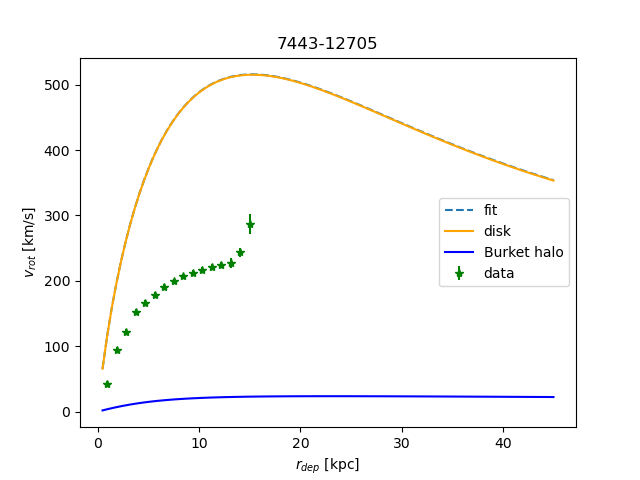 7443-12705
500
400
300
200
100
0
v_rot [km/s]
fit
disk
Burket halo
data
0
10
20
30
40
r_dep [kpc]